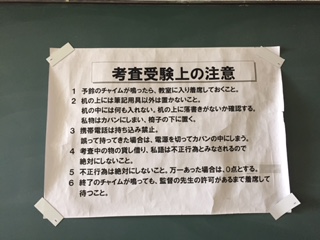 考査受験上の注意
1 予鈴のチャイムが鳴ったら、教室に入り着席しておくこと。
2 机の上には筆記用具以外は置かないこと。
机の中には何も入れない。机の上に落書きがないか確認する。
私物はカバンにしまい、椅子の下に置く。
3 携帯電話は持ち込み禁止。
誤って持ってきた場合は、電源を切ってカバンの中にしまう。
4 考査中の物の貸し借り、私語は不正行為とみなされるので
絶対にしないこと。
5 不正行為は絶対にしないこと。万一あった場合は、0点とする。
6 終了のチャイムが鳴っても、監督の先生の許可があるまで着席して
待つこと。